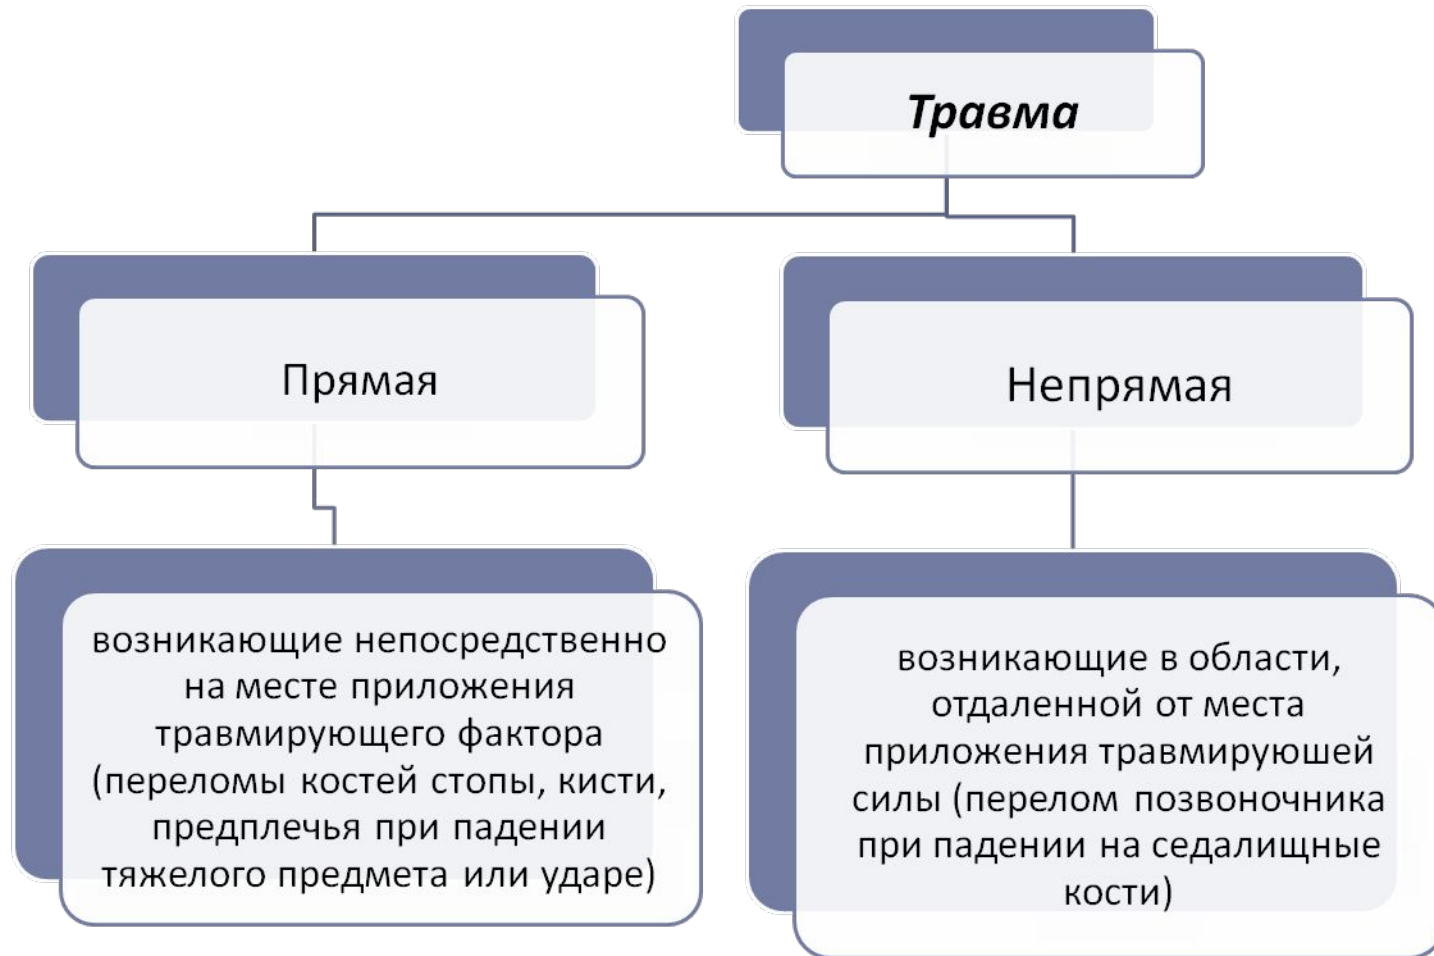 Травма
Прямая
Непрямая
возникающие непосредственно
на месте приложения
травмирующего фактора
(переломы костей стопы, кисти,
предплечья при падении
тяжелого предмета или ударе)
возникающие в области,
отдаленной от места
приложения травмируюшей
силы (перелом позвоночника
при падении на седалищные
кости)